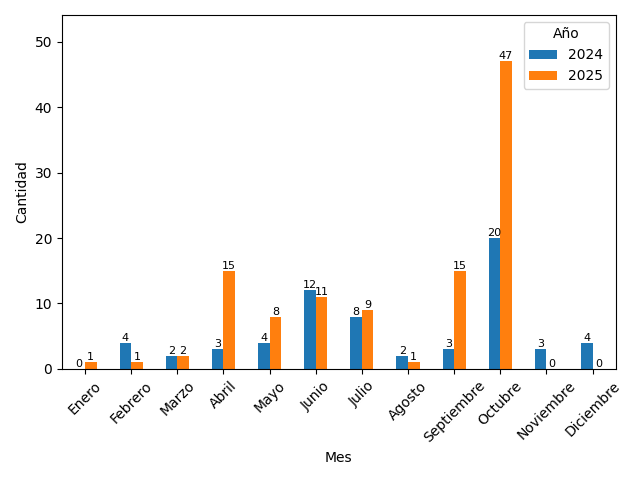 50
40
30
20
10
0
Cantidad
Año
2024
2025
0 1
4 1
2 2
3 15
4 8
12 11
8 9
2 1
3 15
20 47
3 0
4 0
Enero
Febrero
Marzo
Abril
Mayo
Junio
Julio
Agosto
Septiembre
Octubre
Noviembre
Diciembre
Mes